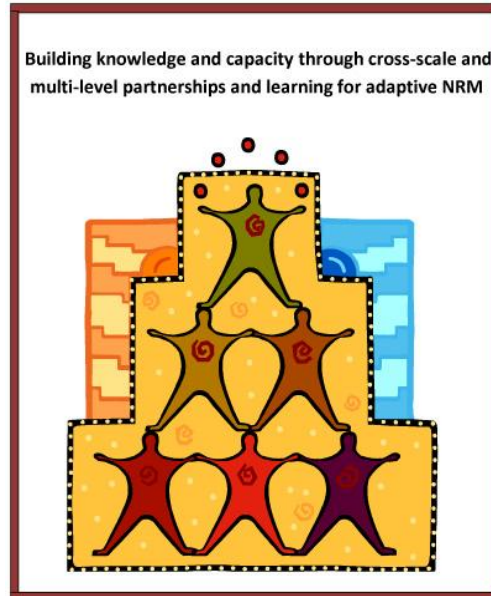 Building knowledge and capacity through cross-scale and
multi-level partnerships and learning for adaptive NRM